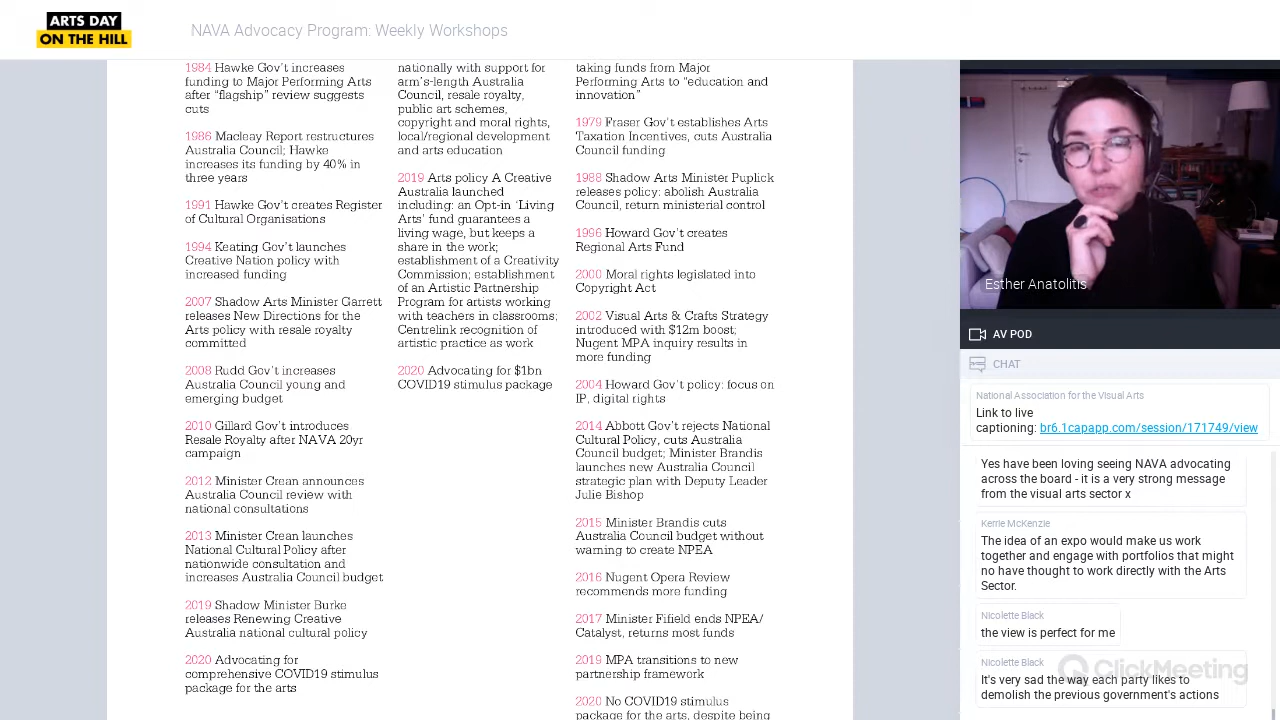 ARTS DAY
ON THE HILL
NAVA Advocacy Program: Weekly Workshops
1984 Hawke Gov't increases
funding to Major Performing Arts
after "flagship" review suggests
cuts
1986 Macleay Report restructures
Australia Council; Hawke
increases its funding by 40% in
three years
1991 Hawke Gov't creates Register
of Cultural Organisations
1994 Keating Gov't launches
Creative Nation policy with
increased funding
2007 Shadow Arts Minister Garrett
releases New Directions for the
Arts policy with resale royalty
committed
2008 Rudd Gov't increases
Australia Council young and
emerging budget
2010 Gillard Gov't introduces
Resale Royalty after NAVA 20yr
campaign
2012 Minister Crean announces
Australia Council review with
national consultations
2013 Minister Crean launches
National Cultural Policy after
nationwide consultation and
increases Australia Council budget
2019 Shadow Minister Burke
releases Renewing Creative
Australia national cultural policy
2020 Advocating for
comprehensive COVID19 stimulus
package for the arts
nationally with support for
arm's-length Australia
Council, resale royalty,
public art schemes,
copyright and moral rights,
local/regional development
and arts education
2019 Arts policy A Creative
Australia launched
including: an Opt-in 'Living
Arts' fund guarantees a
living wage, but keeps a
share in the work;
establishment of a Creativity
Commission; establishment
of an Artistic Partnership
Program for artists working
with teachers in classrooms;
Centrelink recognition of
artistic practice as work
2020 Advocating for $1bn
COVID19 stimulus package
taking funds from Major
Performing Arts to "education and
innovation"
1979 Fraser Gov't establishes Arts
Taxation Incentives, cuts Australia
Council funding
1988 Shadow Arts Minister Puplick
releases policy: abolish Australia
Council, return ministerial control
1996 Howard Gov't creates
Regional Arts Fund
2000 Moral rights legislated into
Copyright Act
2002 Visual Arts & Crafts Strategy
introduced with $12m boost;
Nugent MPA inquiry results in
more funding
2004 Howard Gov't policy: focus on
IP, digital rights
2014 Abbott Gov't rejects National
Cultural Policy, cuts Australia
Council budget; Minister Brandis
launches new Australia Council
strategic plan with Deputy Leader
Julie Bishop
2015 Minister Brandis cuts
Australia Council budget without
warning to create NPEA
2016 Nugent Opera Review
recommends more funding
2017 Minister Fifield ends NPEA/
Catalyst, returns most funds
2019 MPA transitions to new
partnership framework
2020 No COVID19 stimulus
package for the arts, despite being
Esther Anatolitis
AV POD
CHAT
National Association for the Visual Arts
Link to live
captioning: br6.1capapp.com/session/171749/view
Yes have been loving seeing NAVA advocating
across the board - it is a very strong message
from the visual arts sector x
Kerrie McKenzie
The idea of an expo would make us work
together and engage with portfolios that might
no have thought to work directly with the Arts
Sector.
Nicolette Black
the view is perfect for me
Nicolette Black
It's very sad the way each party likes to
demolish the previous government's actions
ClickMeeting